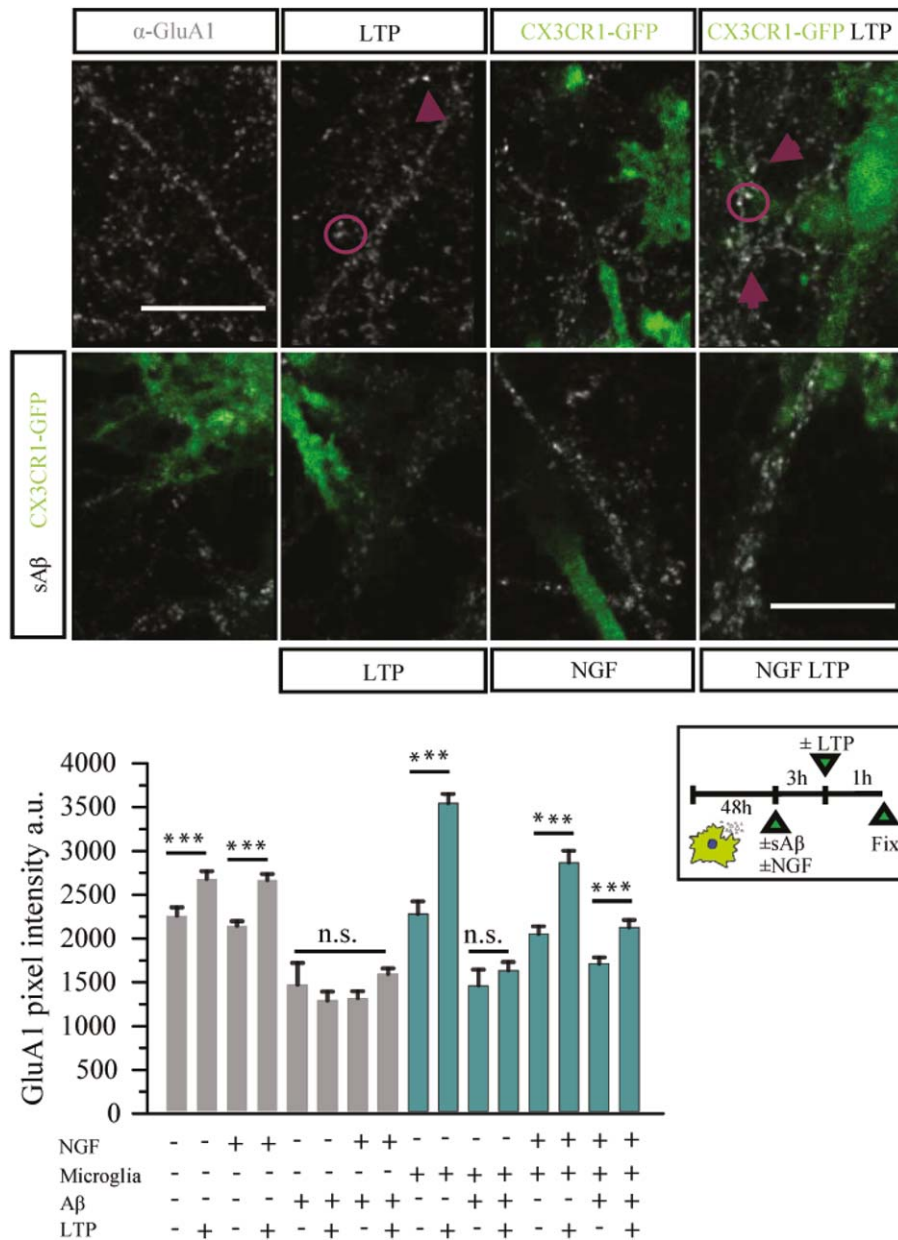 α-GluA1 LTP CX3CR1-GFP CX3CR1-GFP LTP
sAβ CX3CR1-GFP
LTP NGF NGF LTP
GluA1 pixel intensity a.u.
4000
3500
3000
2500
2000
1500
1000
500
0
*** *** n.s. *** n.s. *** ***
NGF - - + + - - + + - - - - + + + +
Microglia - - - - - - - - + + + + + + + +
Aβ - - - - + + + + - - + + - - + +
LTP - + - + - + - + - + - + - + - +
± LTP
3h 1h
48h
±sAβ
±NGF
Fix